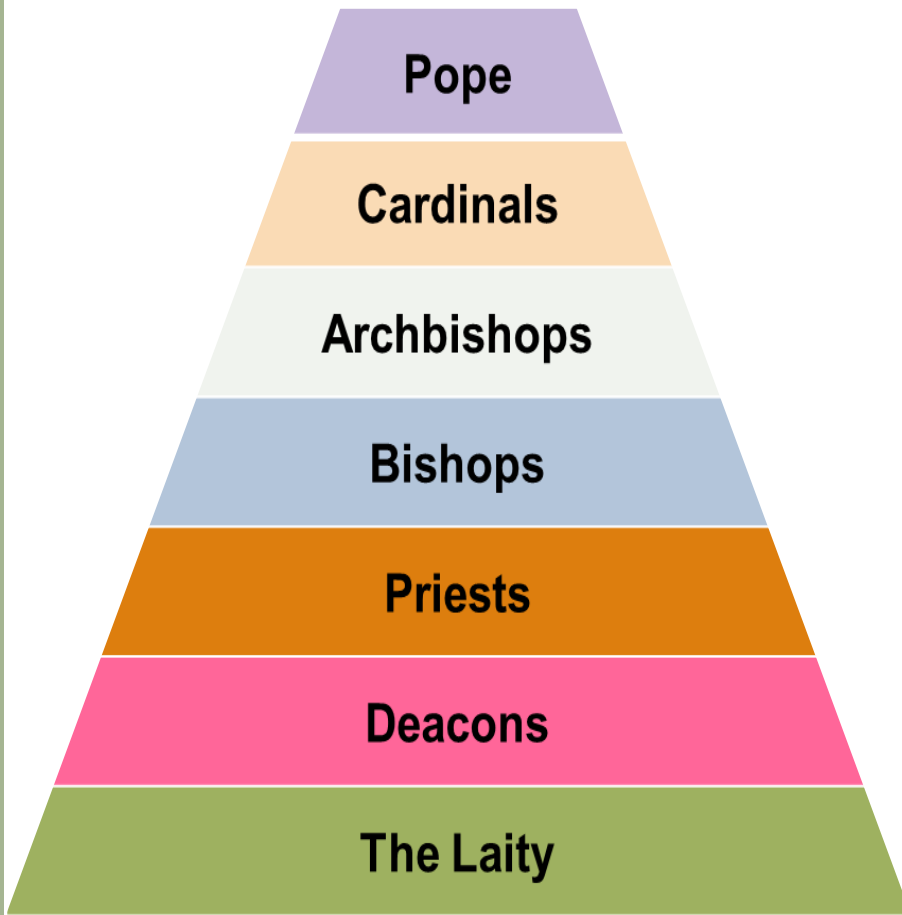 Pope
Cardinals
Archbishops
Bishops
Priests
Deacons
The Laity